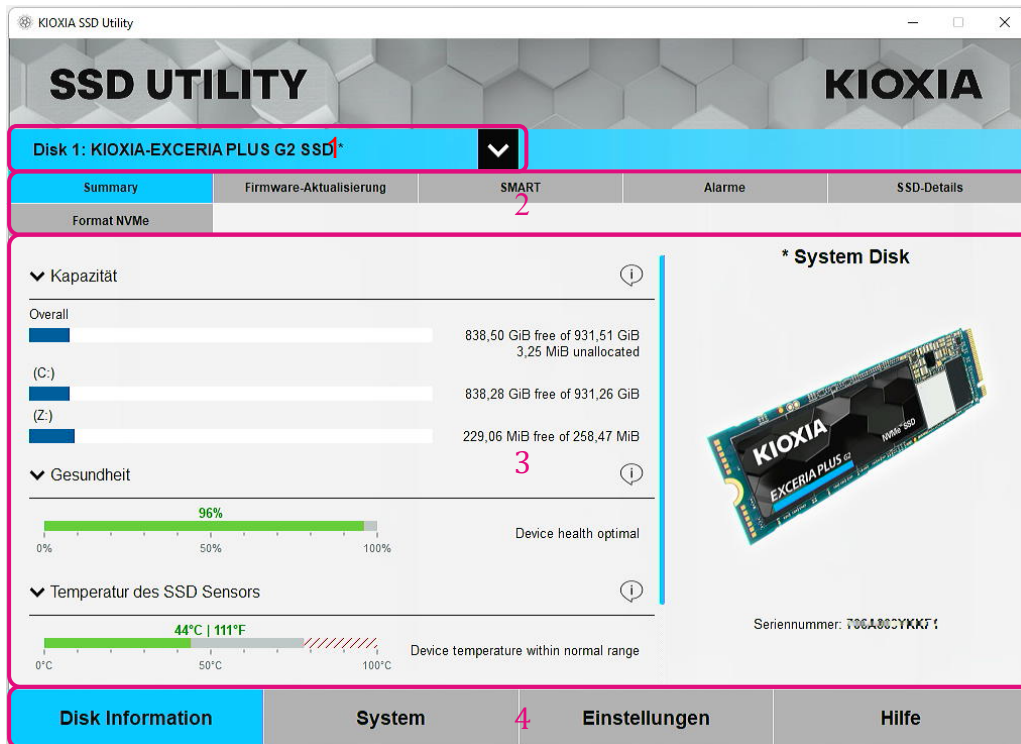 KIOXIA SSD Utility
SSD UTILITY
KIOXIA
Disk 1: KIOXIA-EXCERIA PLUS G2 SSD *
1
Summary
Firmware-Aktualisierung
SMART
Alarme
SSD-Details
2
Format NVMe
Kapazität
Overall
838,50 GiB free of 931,51 GiB
3,25 MiB unallocated
(C:)
838,28 GiB free of 931,26 GiB
(Z:)
229,06 MiB free of 258,47 MiB
3
Gesundheit
96%
0%
50%
100%
Device health optimal
Temperatur des SSD Sensors
44°C | 111°F
0°C
50°C
100°C
Device temperature within normal range
* System Disk
KIOXIA
NVMe SSD
EXCERIA PLUS G2
Seriennummer:
Disk Information
System
4
Einstellungen
Hilfe